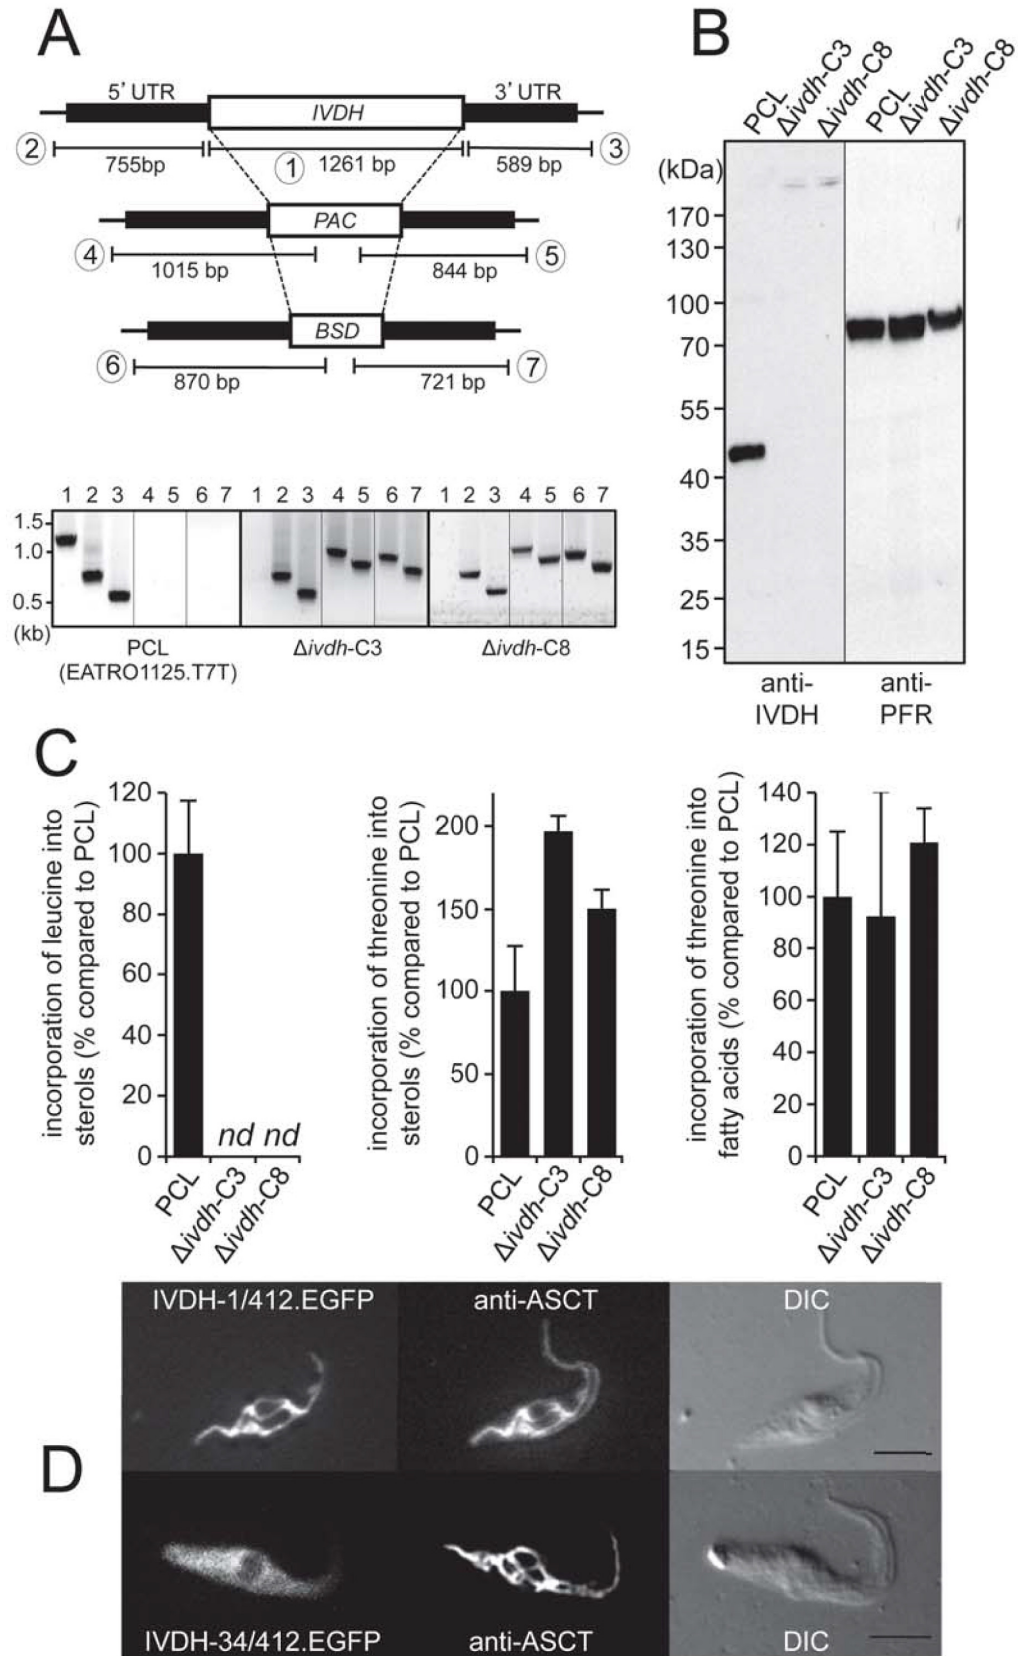 A
5' UTR
IVDH
3' UTR
2
755bp
1
1261 bp
589 bp
3
PAC
4
1015 bp
844 bp
5
BSD
6
870 bp
721 bp
7
1 2 3 4 5 6 7 1 2 3 4 5 6 7 1 2 3 4 5 6 7
1.5
1.0
0.5
(kb)
PCL
(EATRO1125.T7T)
Δivdh-C3
Δivdh-C8
B
PCL
Δivdh-C3
Δivdh-C8
PCL
Δivdh-C3
Δivdh-C8
(kDa)
170
130
100
70
55
40
35
25
15
anti-
IVDH
anti-
PFR
C
incorporation of leucine into
sterols (% compared to PCL)
120
100
80
60
40
20
0
nd nd
PCL
Δivdh-C3
Δivdh-C8
incorporation of threonine into
sterols (% compared to PCL)
200
150
100
50
0
PCL
Δivdh-C3
Δivdh-C8
incorporation of threonine into
fatty acids (% compared to PCL)
140
120
100
80
60
40
20
0
PCL
Δivdh-C3
Δivdh-C8
D
IVDH-1/412.EGFP
anti-ASCT
DIC
IVDH-34/412.EGFP
anti-ASCT
DIC